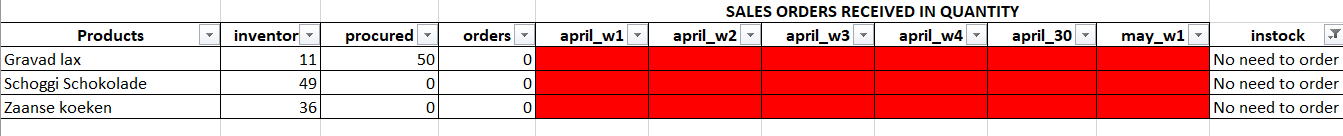 SALES ORDERS RECEIVED IN QUANTITY
Products inventor procured orders april_w1 april_w2 april_w3 april_w4 april_30 may_w1 instock
Gravad lax 11 50 0 No need to order
Schoggi Schokolade 49 0 0 No need to order
Zaanse koeken 36 0 0 No need to order